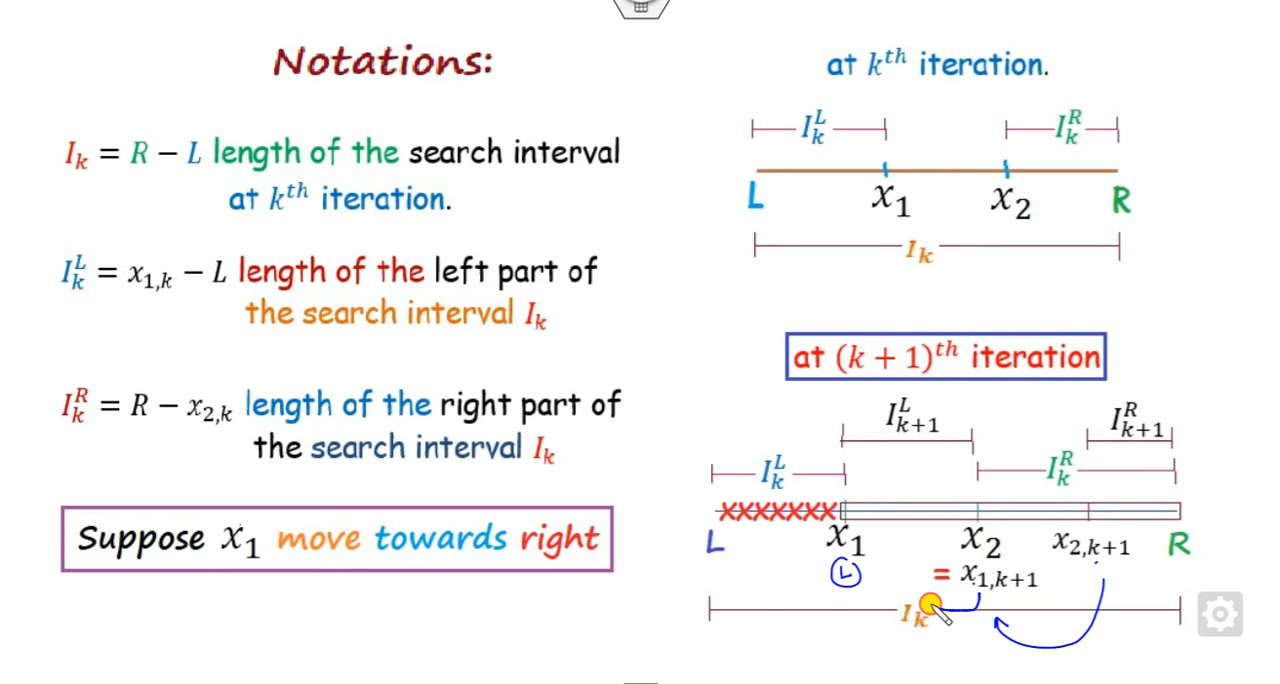 Notations:
I_k = R − L length of the search interval
at k^{th} iteration.
I_k^L = x_{1,k} − L length of the left part of
the search interval I_k
I_k^R = R − x_{2,k} length of the right part of
the search interval I_k
Suppose x_1 move towards right
at k^{th} iteration.
I_k^L I_k^R
L x_1 x_2 R
I_k
at (k + 1)^{th} iteration
I_{k+1}^L I_{k+1}^R
I_k^L I_k^R
XXXXXXX
L x_1 x_2 x_{2,k+1} R
L = x_{1,k+1}
I_k